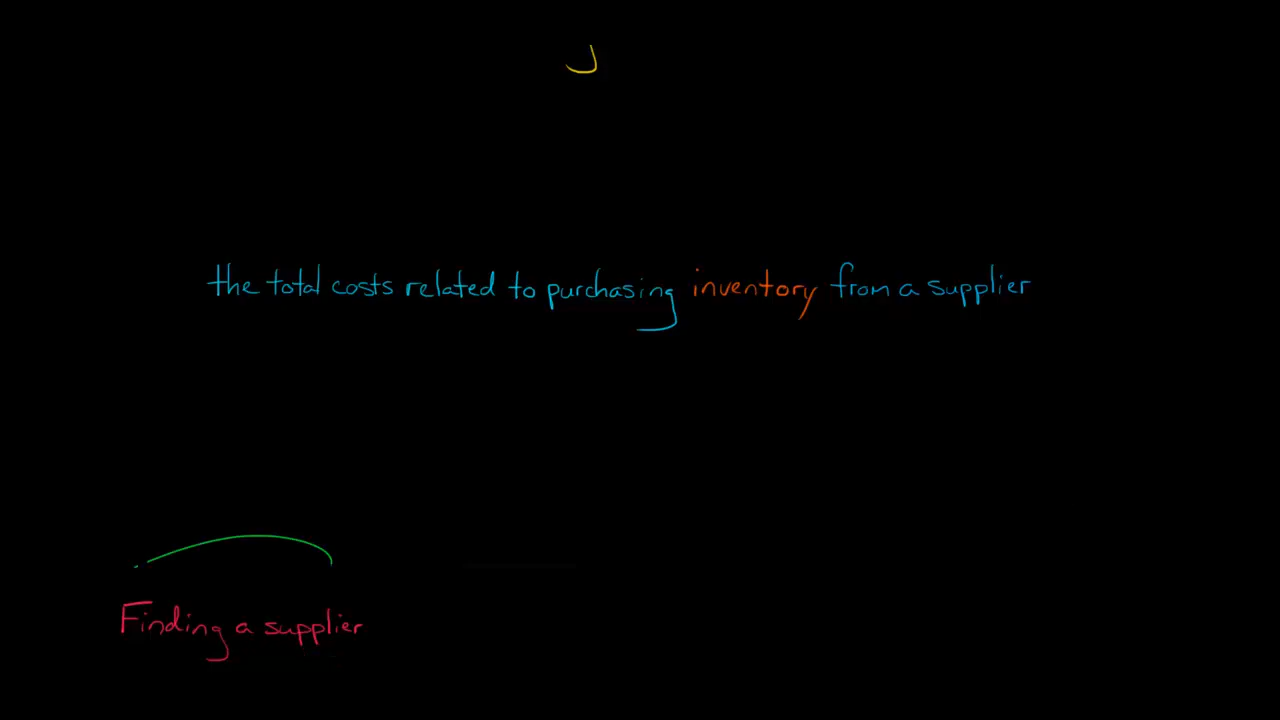 the total costs related to purchasing inventory from a supplier
Finding a supplier